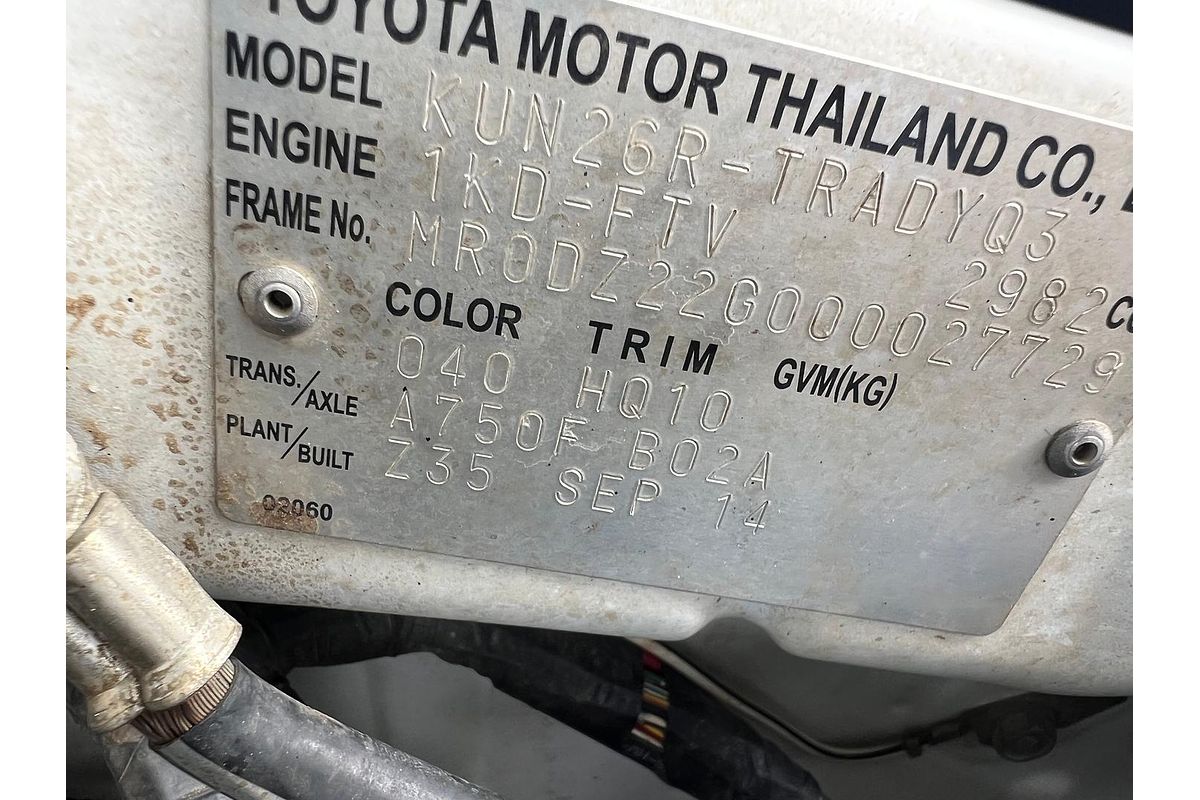 TOYOTA MOTOR THAILAND CO.,
MODEL KUN26R-TRADYQ3
ENGINE 1KD-FTV 2982 CC
FRAME No. MR0DZ22G000027729
COLOR TRIM GVM(KG)
040 HQ10
TRANS./AXLE A750F B02A
PLANT/BUILT Z35 SEP 14
02060